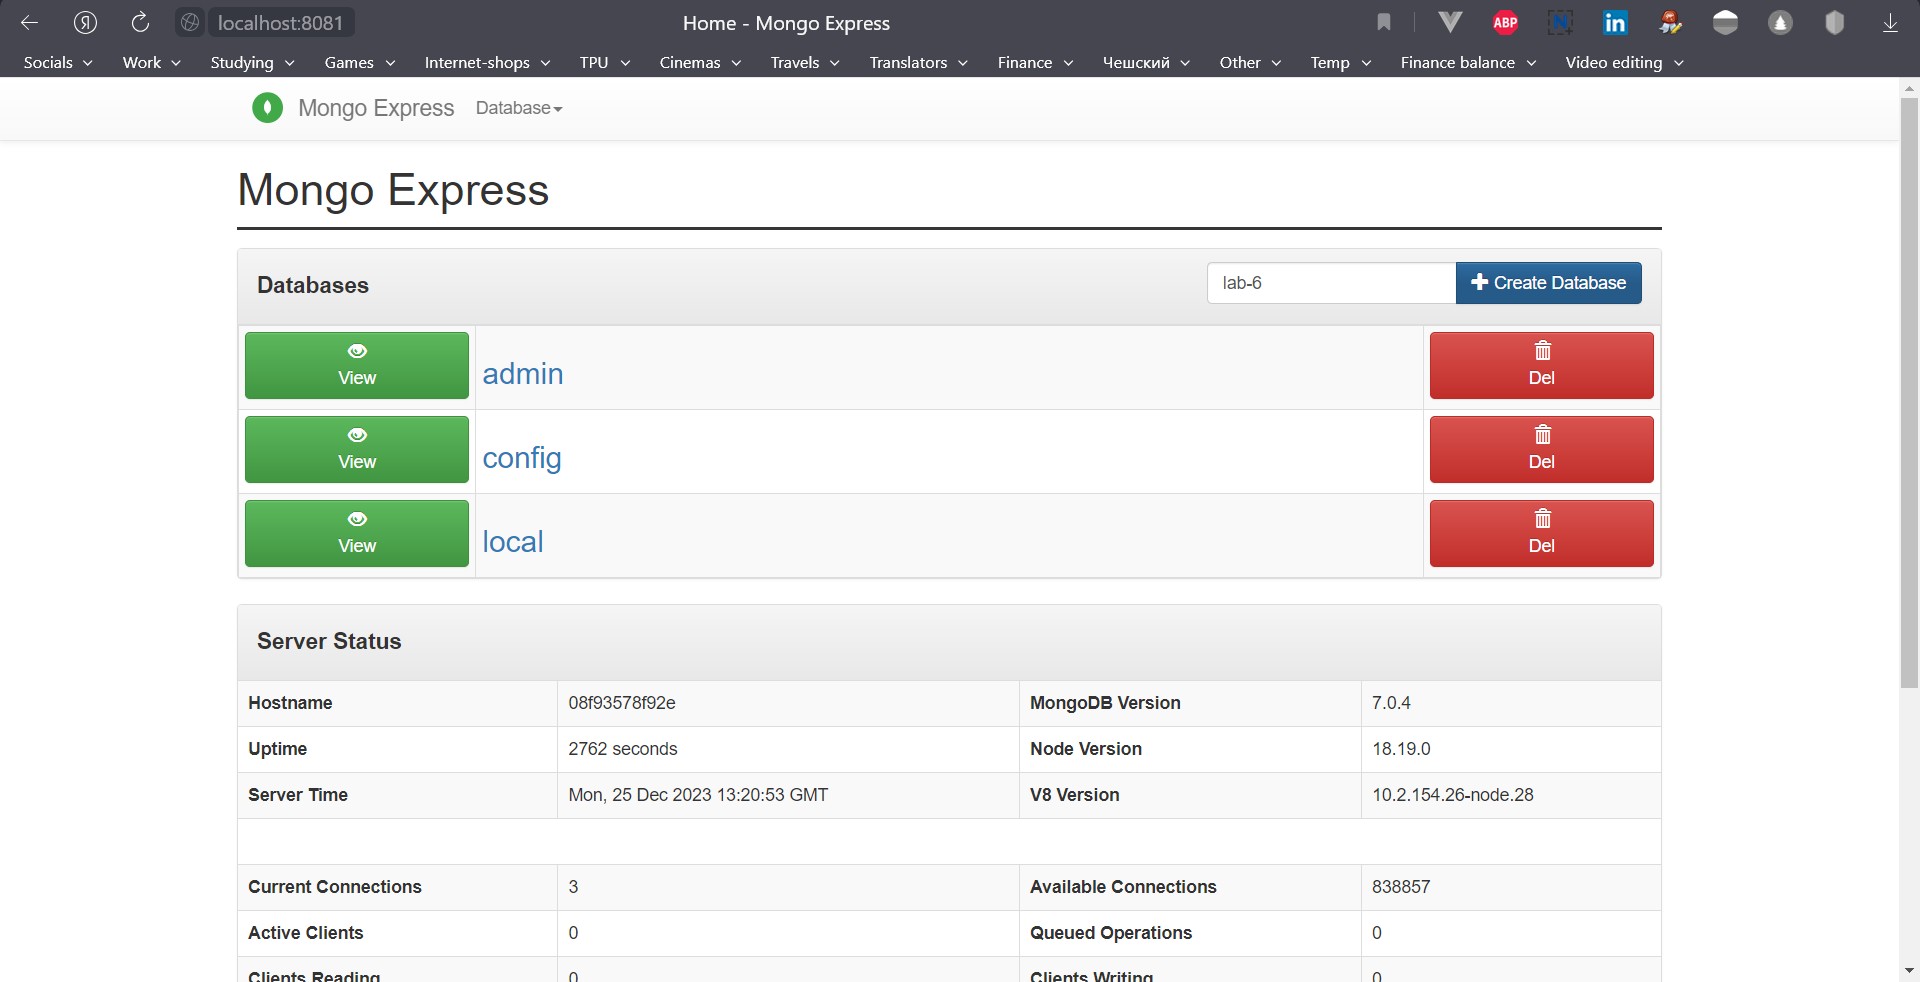 Я localhost:8081 Home - Mongo Express ABP N in
Socials Work Studying Games Internet-shops TPU Cinemas Travels Translators Finance Чешский Other Temp Finance balance Video editing
Mongo Express Database
Mongo Express
Databases lab-6 Create Database
View admin Del
View config Del
View local Del
Server Status
Hostname 08f93578f92e MongoDB Version 7.0.4
Uptime 2762 seconds Node Version 18.19.0
Server Time Mon, 25 Dec 2023 13:20:53 GMT V8 Version 10.2.154.26-node.28
Current Connections 3 Available Connections 838857
Active Clients 0 Queued Operations 0
Clients Reading 0 Clients Writing 0